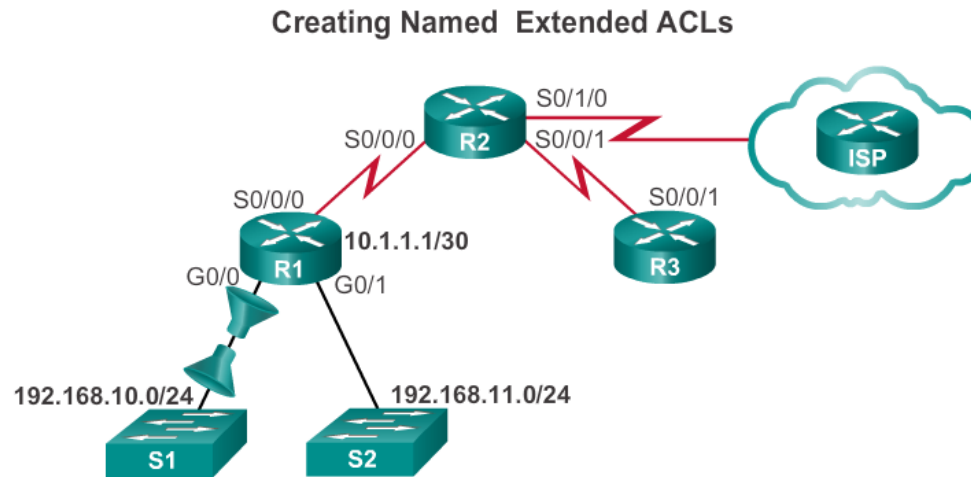 Creating Named Extended ACLs
S0/1/0
R2
S0/0/0
S0/0/1
ISP
S0/0/0
S0/0/1
10.1.1.1/30
R1
R3
G0/0
G0/1
192.168.10.0/24
192.168.11.0/24
S1
S2